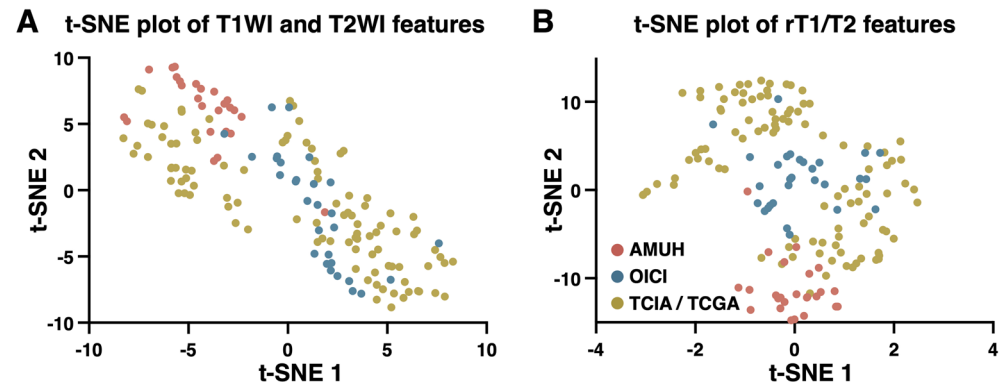 A t-SNE plot of T1WI and T2WI features
10
5
0
-5
-10
t-SNE 2
-10 -5 0 5 10
t-SNE 1
B t-SNE plot of rT1/T2 features
10
0
-10
t-SNE 2
AMUH
OICI
TCIA / TCGA
-4 -2 0 2 4
t-SNE 1